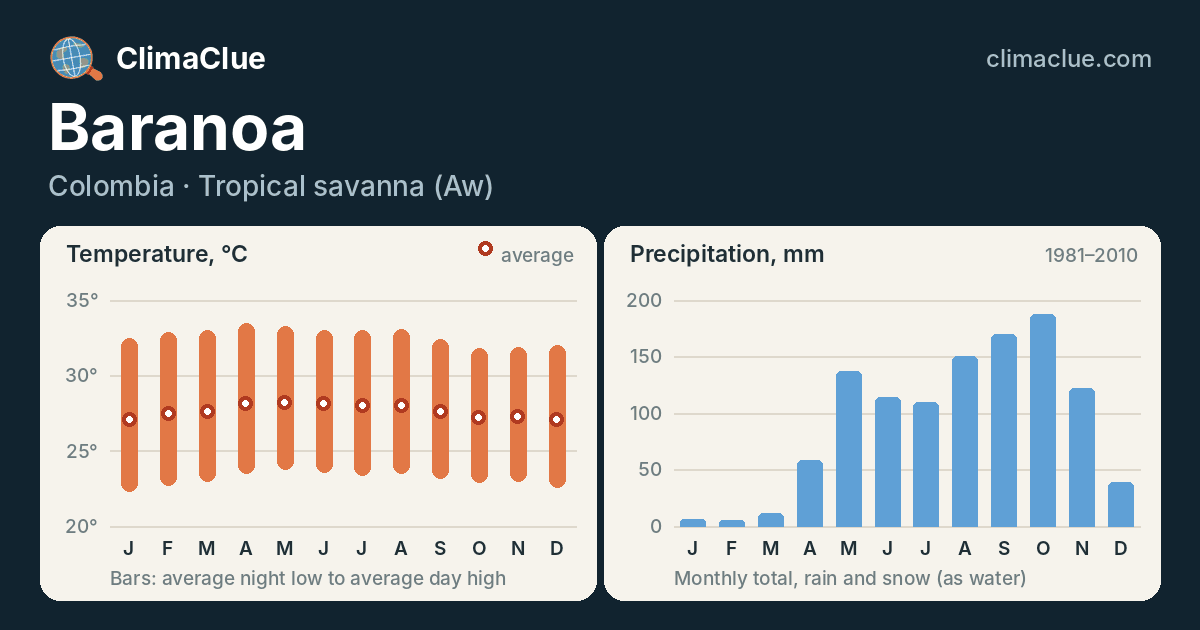 ClimaClue
climaclue.com
Baranoa
Colombia · Tropical savanna (Aw)
Temperature, °C
average
35°
30°
25°
20°
J F M A M J J A S O N D
Bars: average night low to average day high
Precipitation, mm
1981–2010
200
150
100
50
0
J F M A M J J A S O N D
Monthly total, rain and snow (as water)